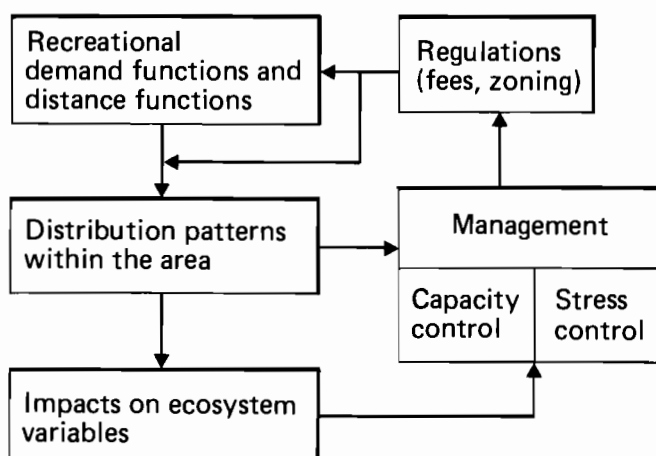 Recreational
demand functions and
distance functions
Regulations
(fees, zoning)
Distribution patterns
within the area
Management
Capacity
control
Stress
control
Impacts on ecosystem
variables